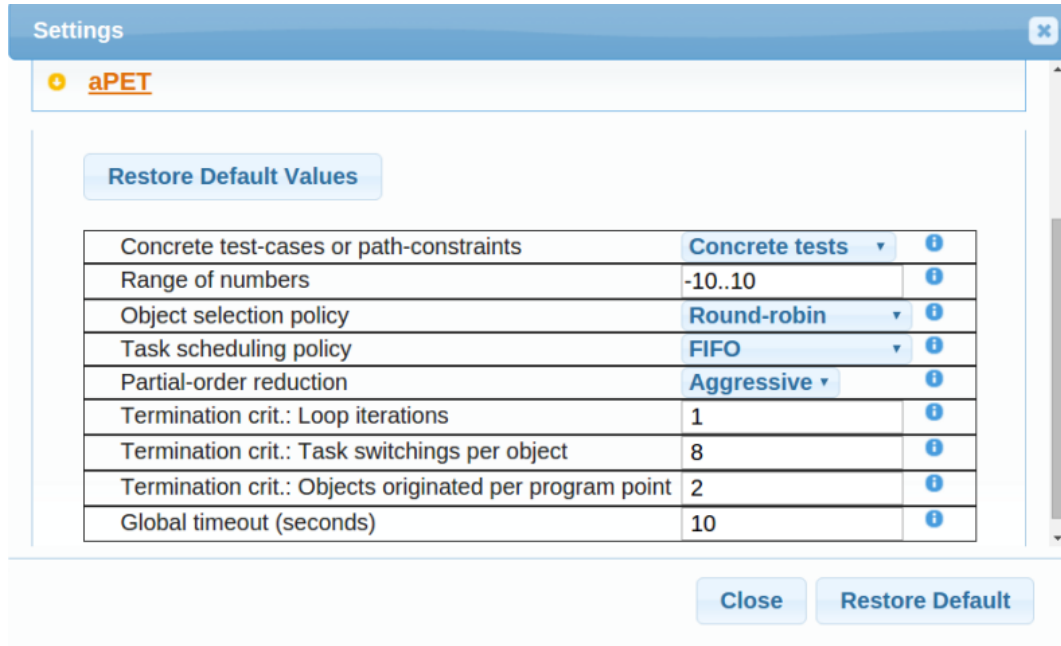 Settings
aPET
Restore Default Values
Concrete test-cases or path-constraints Concrete tests
Range of numbers -10..10
Object selection policy Round-robin
Task scheduling policy FIFO
Partial-order reduction Aggressive
Termination crit.: Loop iterations 1
Termination crit.: Task switchings per object 8
Termination crit.: Objects originated per program point 2
Global timeout (seconds) 10
Close Restore Default